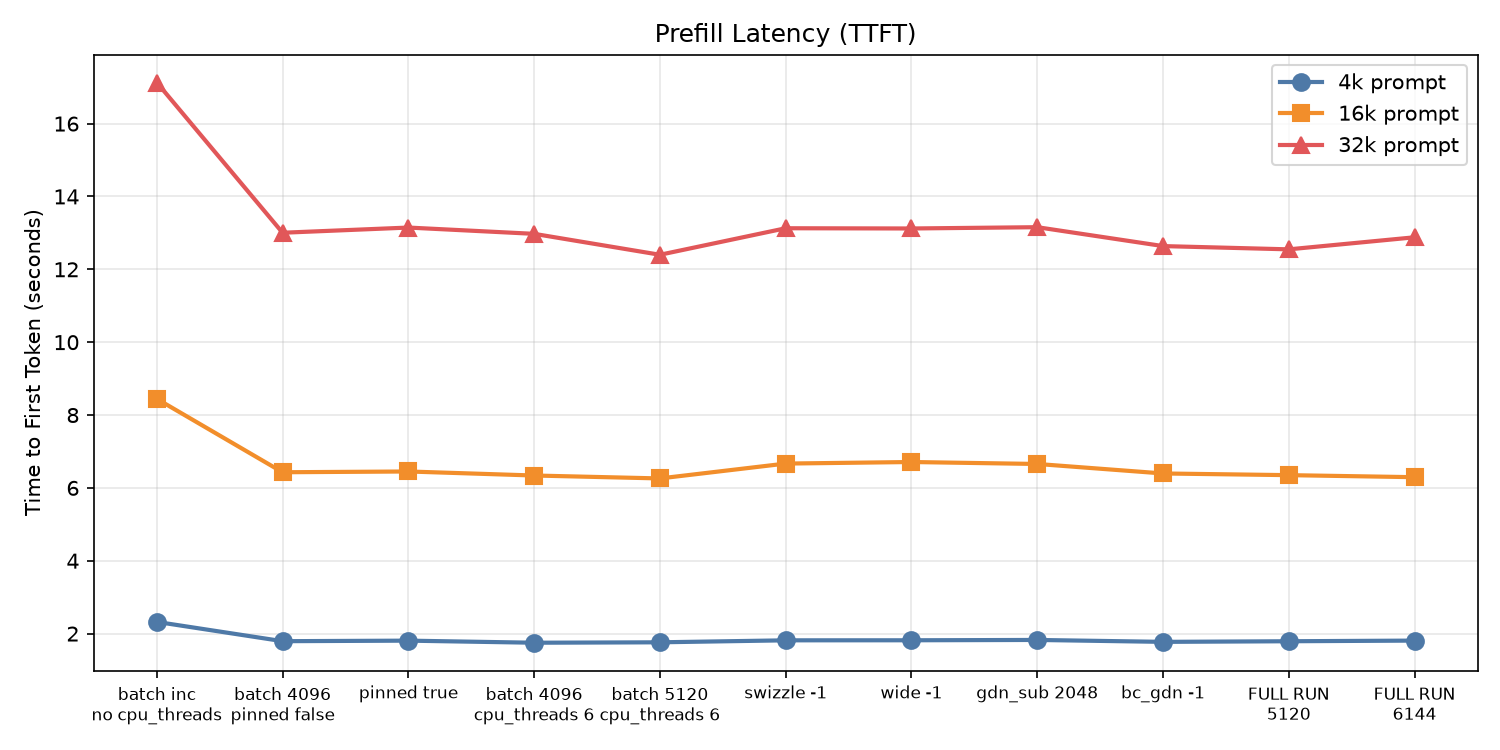 Prefill Latency (TTFT)
4k prompt
16k prompt
32k prompt
Time to First Token (seconds)
16
14
12
10
8
6
4
2
batch inc
no cpu_threads
batch 4096
pinned false
pinned true
batch 4096
cpu_threads 6
batch 5120
cpu_threads 6
swizzle -1
wide -1
gdn_sub 2048
bc_gdn -1
FULL RUN
5120
FULL RUN
6144